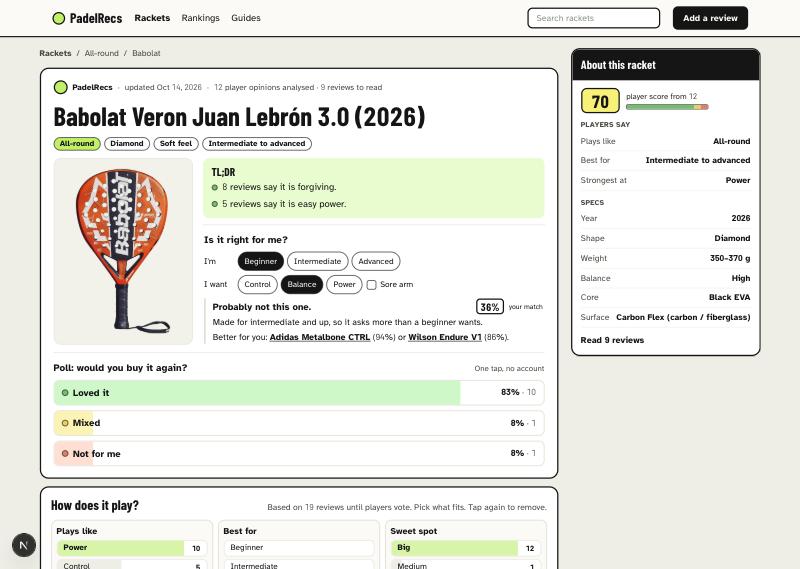 PadelRecs
Rackets
Rankings
Guides
Search rackets
Add a review
Rackets / All-round / Babolat
PadelRecs · updated Oct 14, 2026 · 12 player opinions analysed · 9 reviews to read
Babolat Veron Juan Lebrón 3.0 (2026)
All-round
Diamond
Soft feel
Intermediate to advanced
Babolat
TL;DR
8 reviews say it is forgiving.
5 reviews say it is easy power.
Is it right for me?
I'm Beginner Intermediate Advanced
I want Control Balance Power Sore arm
Probably not this one. 36% your match
Made for intermediate and up, so it asks more than a beginner wants.
Better for you: Adidas Metalbone CTRL (94%) or Wilson Endure V1 (86%).
Poll: would you buy it again? One tap, no account
Loved it 83% · 10
Mixed 8% · 1
Not for me 8% · 1
How does it play? Based on 19 reviews until players vote. Pick what fits. Tap again to remove.
Plays like
Power 10
Control 5
Best for
Beginner
Intermediate
Sweet spot
Big 12
Medium 1
About this racket
70 player score from 12
PLAYERS SAY
Plays like All-round
Best for Intermediate to advanced
Strongest at Power
SPECS
Year 2026
Shape Diamond
Weight 350–370 g
Balance High
Core Black EVA
Surface Carbon Flex (carbon / fiberglass)
Read 9 reviews
N